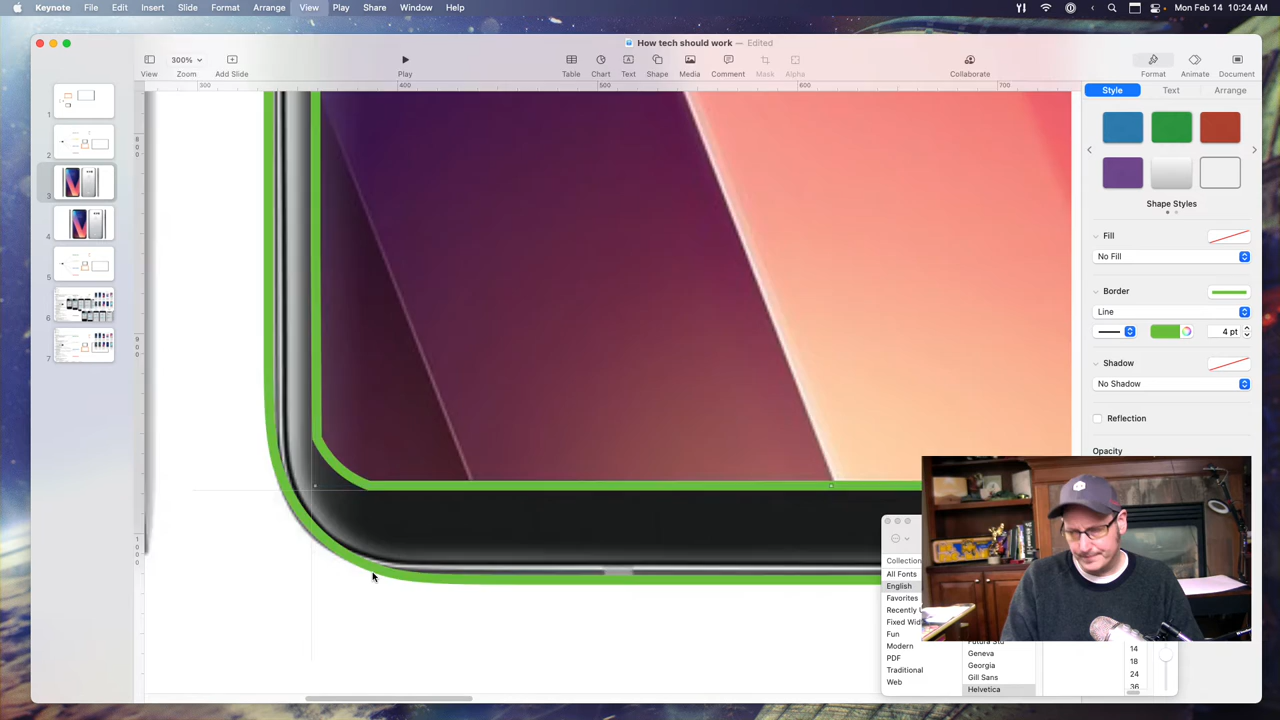 Keynote File Edit Insert Slide Format Arrange View Play Share Window Help
Mon Feb 14 10:24 AM
How tech should work — Edited
300%
View Zoom Add Slide Play Table Chart Text Shape Media Comment Mask Alpha Collaborate Format Animate Document
300 400 500 600 700
Style Text Arrange
1
2
3
4
5
6
7
Shape Styles
Fill
No Fill
Border
Line
4 pt
Shadow
No Shadow
Reflection
Opacity
Collection
All Fonts
English
Favorites
Recently U
Fixed Wid
Fun
Modern
PDF
Traditional
Web
Geneva
Georgia
Gill Sans
Helvetica
14
18
24
36